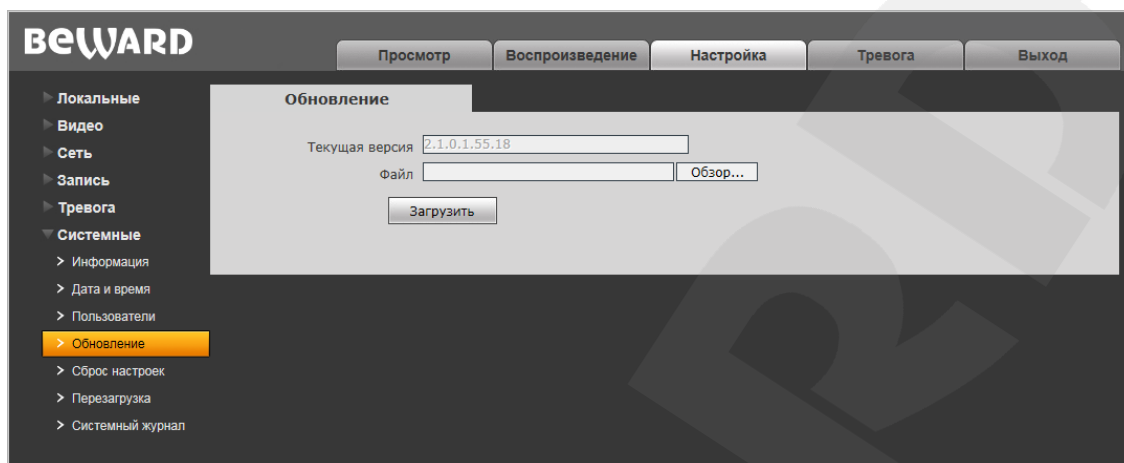 BEWARD
Просмотр Воспроизведение Настройка Тревога Выход
Локальные
Видео
Сеть
Запись
Тревога
Системные
> Информация
> Дата и время
> Пользователи
> Обновление
> Сброс настроек
> Перезагрузка
> Системный журнал
Обновление
Текущая версия 2.1.0.1.55.18
Файл Обзор...
Загрузить